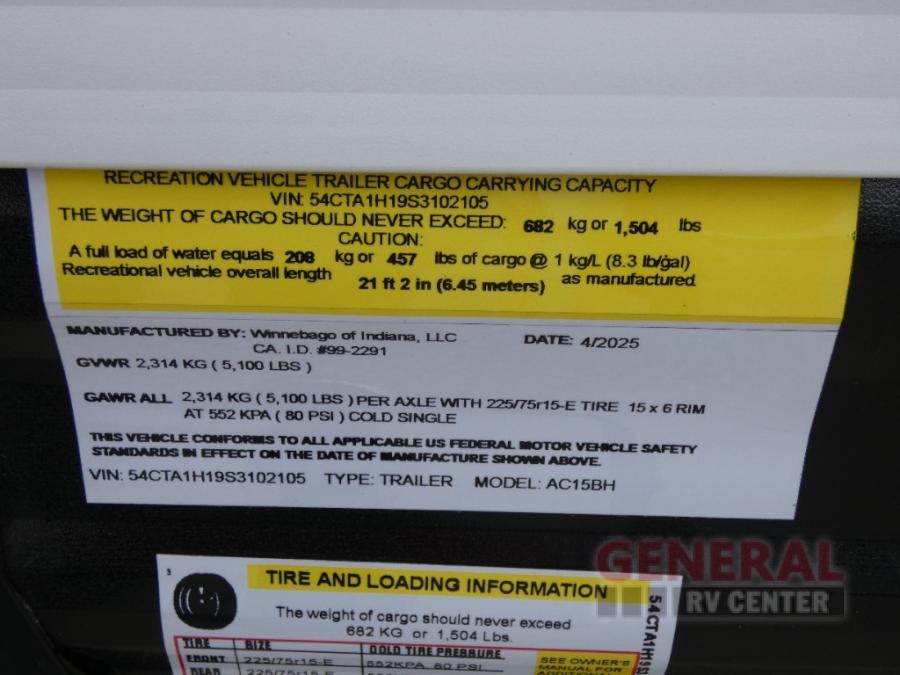 RECREATION VEHICLE TRAILER CARGO CARRYING CAPACITY
VIN: 54CTA1H19S3102105
THE WEIGHT OF CARGO SHOULD NEVER EXCEED: 682 kg or 1,504 lbs
CAUTION:
A full load of water equals 208 kg or 457 lbs of cargo @ 1 kg/L (8.3 lb/gal)
Recreational vehicle overall length 21 ft 2 in (6.45 meters) as manufactured
MANUFACTURED BY: Winnebago of Indiana, LLC DATE: 4/2025
CA. I.D. #99-2291
GVWR 2,314 KG ( 5,100 LBS )
GAWR ALL 2,314 KG ( 5,100 LBS ) PER AXLE WITH 225/75r15-E TIRE 15 x 6 RIM
AT 552 KPA ( 80 PSI ) COLD SINGLE
THIS VEHICLE CONFORMS TO ALL APPLICABLE US FEDERAL MOTOR VEHICLE SAFETY
STANDARDS IN EFFECT ON THE DATE OF MANUFACTURE SHOWN ABOVE.
VIN: 54CTA1H19S3102105 TYPE: TRAILER MODEL: AC15BH
GENERAL
RV CENTER
3
TIRE AND LOADING INFORMATION
The weight of cargo should never exceed
682 KG or 1,504 Lbs.
TIRE SIZE COLD TIRE PRESSURE
FRONT 225/75r15-E 552KPA, 80 PSI
REAR 225/75r15-E
SEE OWNER'S
MANUAL FOR
ADDITIONAL
54CTA1H19S